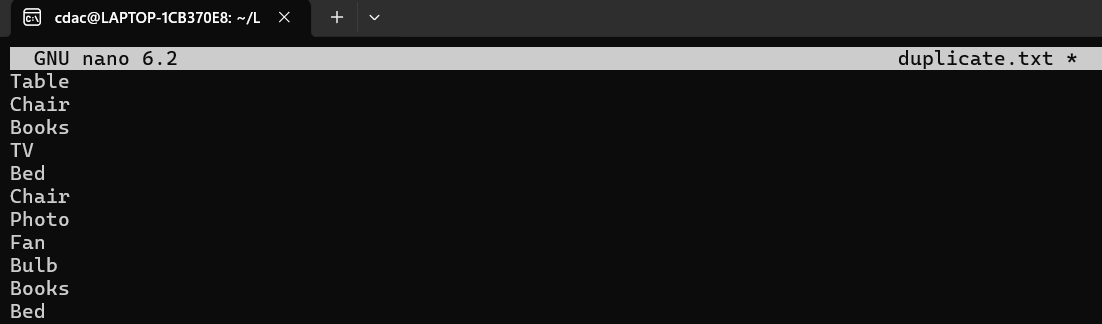 cdac@LAPTOP-1CB370E8: ~/L
GNU nano 6.2 duplicate.txt *
Table
Chair
Books
TV
Bed
Chair
Photo
Fan
Bulb
Books
Bed